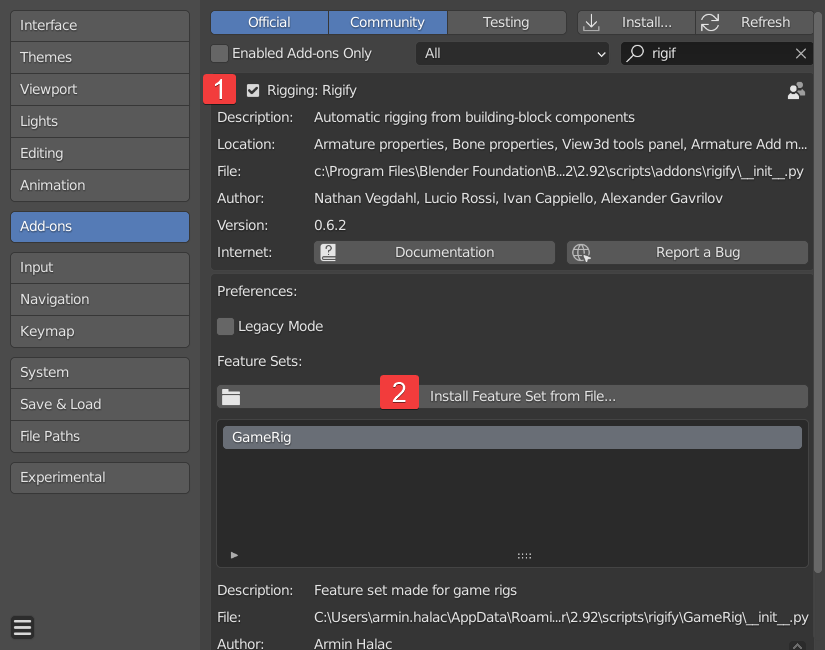 Interface
Themes
Viewport
Lights
Editing
Animation
Add-ons
Input
Navigation
Keymap
System
Save & Load
File Paths
Experimental
Official Community Testing Install... Refresh
Enabled Add-ons Only All rigif
1 Rigging: Rigify
Description: Automatic rigging from building-block components
Location: Armature properties, Bone properties, View3d tools panel, Armature Add m...
File: c:\Program Files\Blender Foundation\B...2\2.92\scripts\addons\rigify\__init__.py
Author: Nathan Vegdahl, Lucio Rossi, Ivan Cappiello, Alexander Gavrilov
Version: 0.6.2
Internet: Documentation Report a Bug
Preferences:
Legacy Mode
Feature Sets:
2 Install Feature Set from File...
GameRig
Description: Feature set made for game rigs
File: C:\Users\armin.halac\AppData\Roami...r\2.92\scripts\rigify\GameRig\__init__.py
Author: Armin Halac